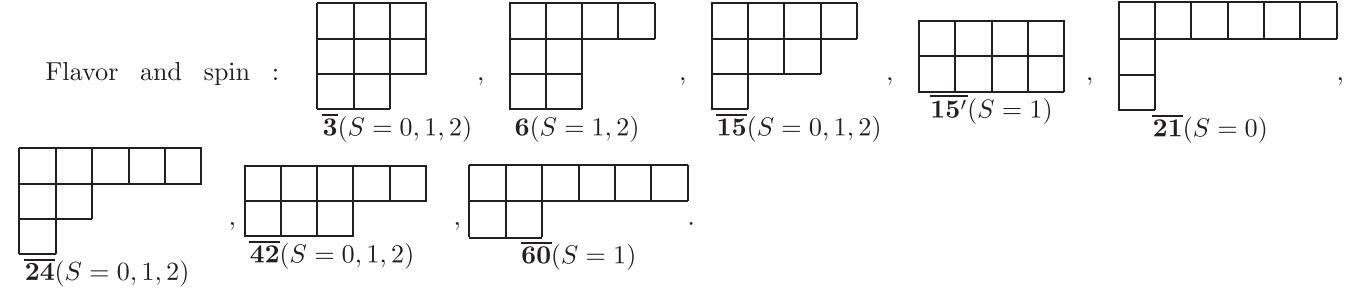 Flavor and spin : , , , , ,
$\overline{\mathbf{3}}(S = 0, 1, 2)$ $\mathbf{6}(S = 1, 2)$ $\overline{\mathbf{15}}(S = 0, 1, 2)$ $\overline{\mathbf{15'}}(S = 1)$ $\overline{\mathbf{21}}(S = 0)$
, , .
$\overline{\mathbf{24}}(S = 0, 1, 2)$ $\overline{\mathbf{42}}(S = 0, 1, 2)$ $\overline{\mathbf{60}}(S = 1)$